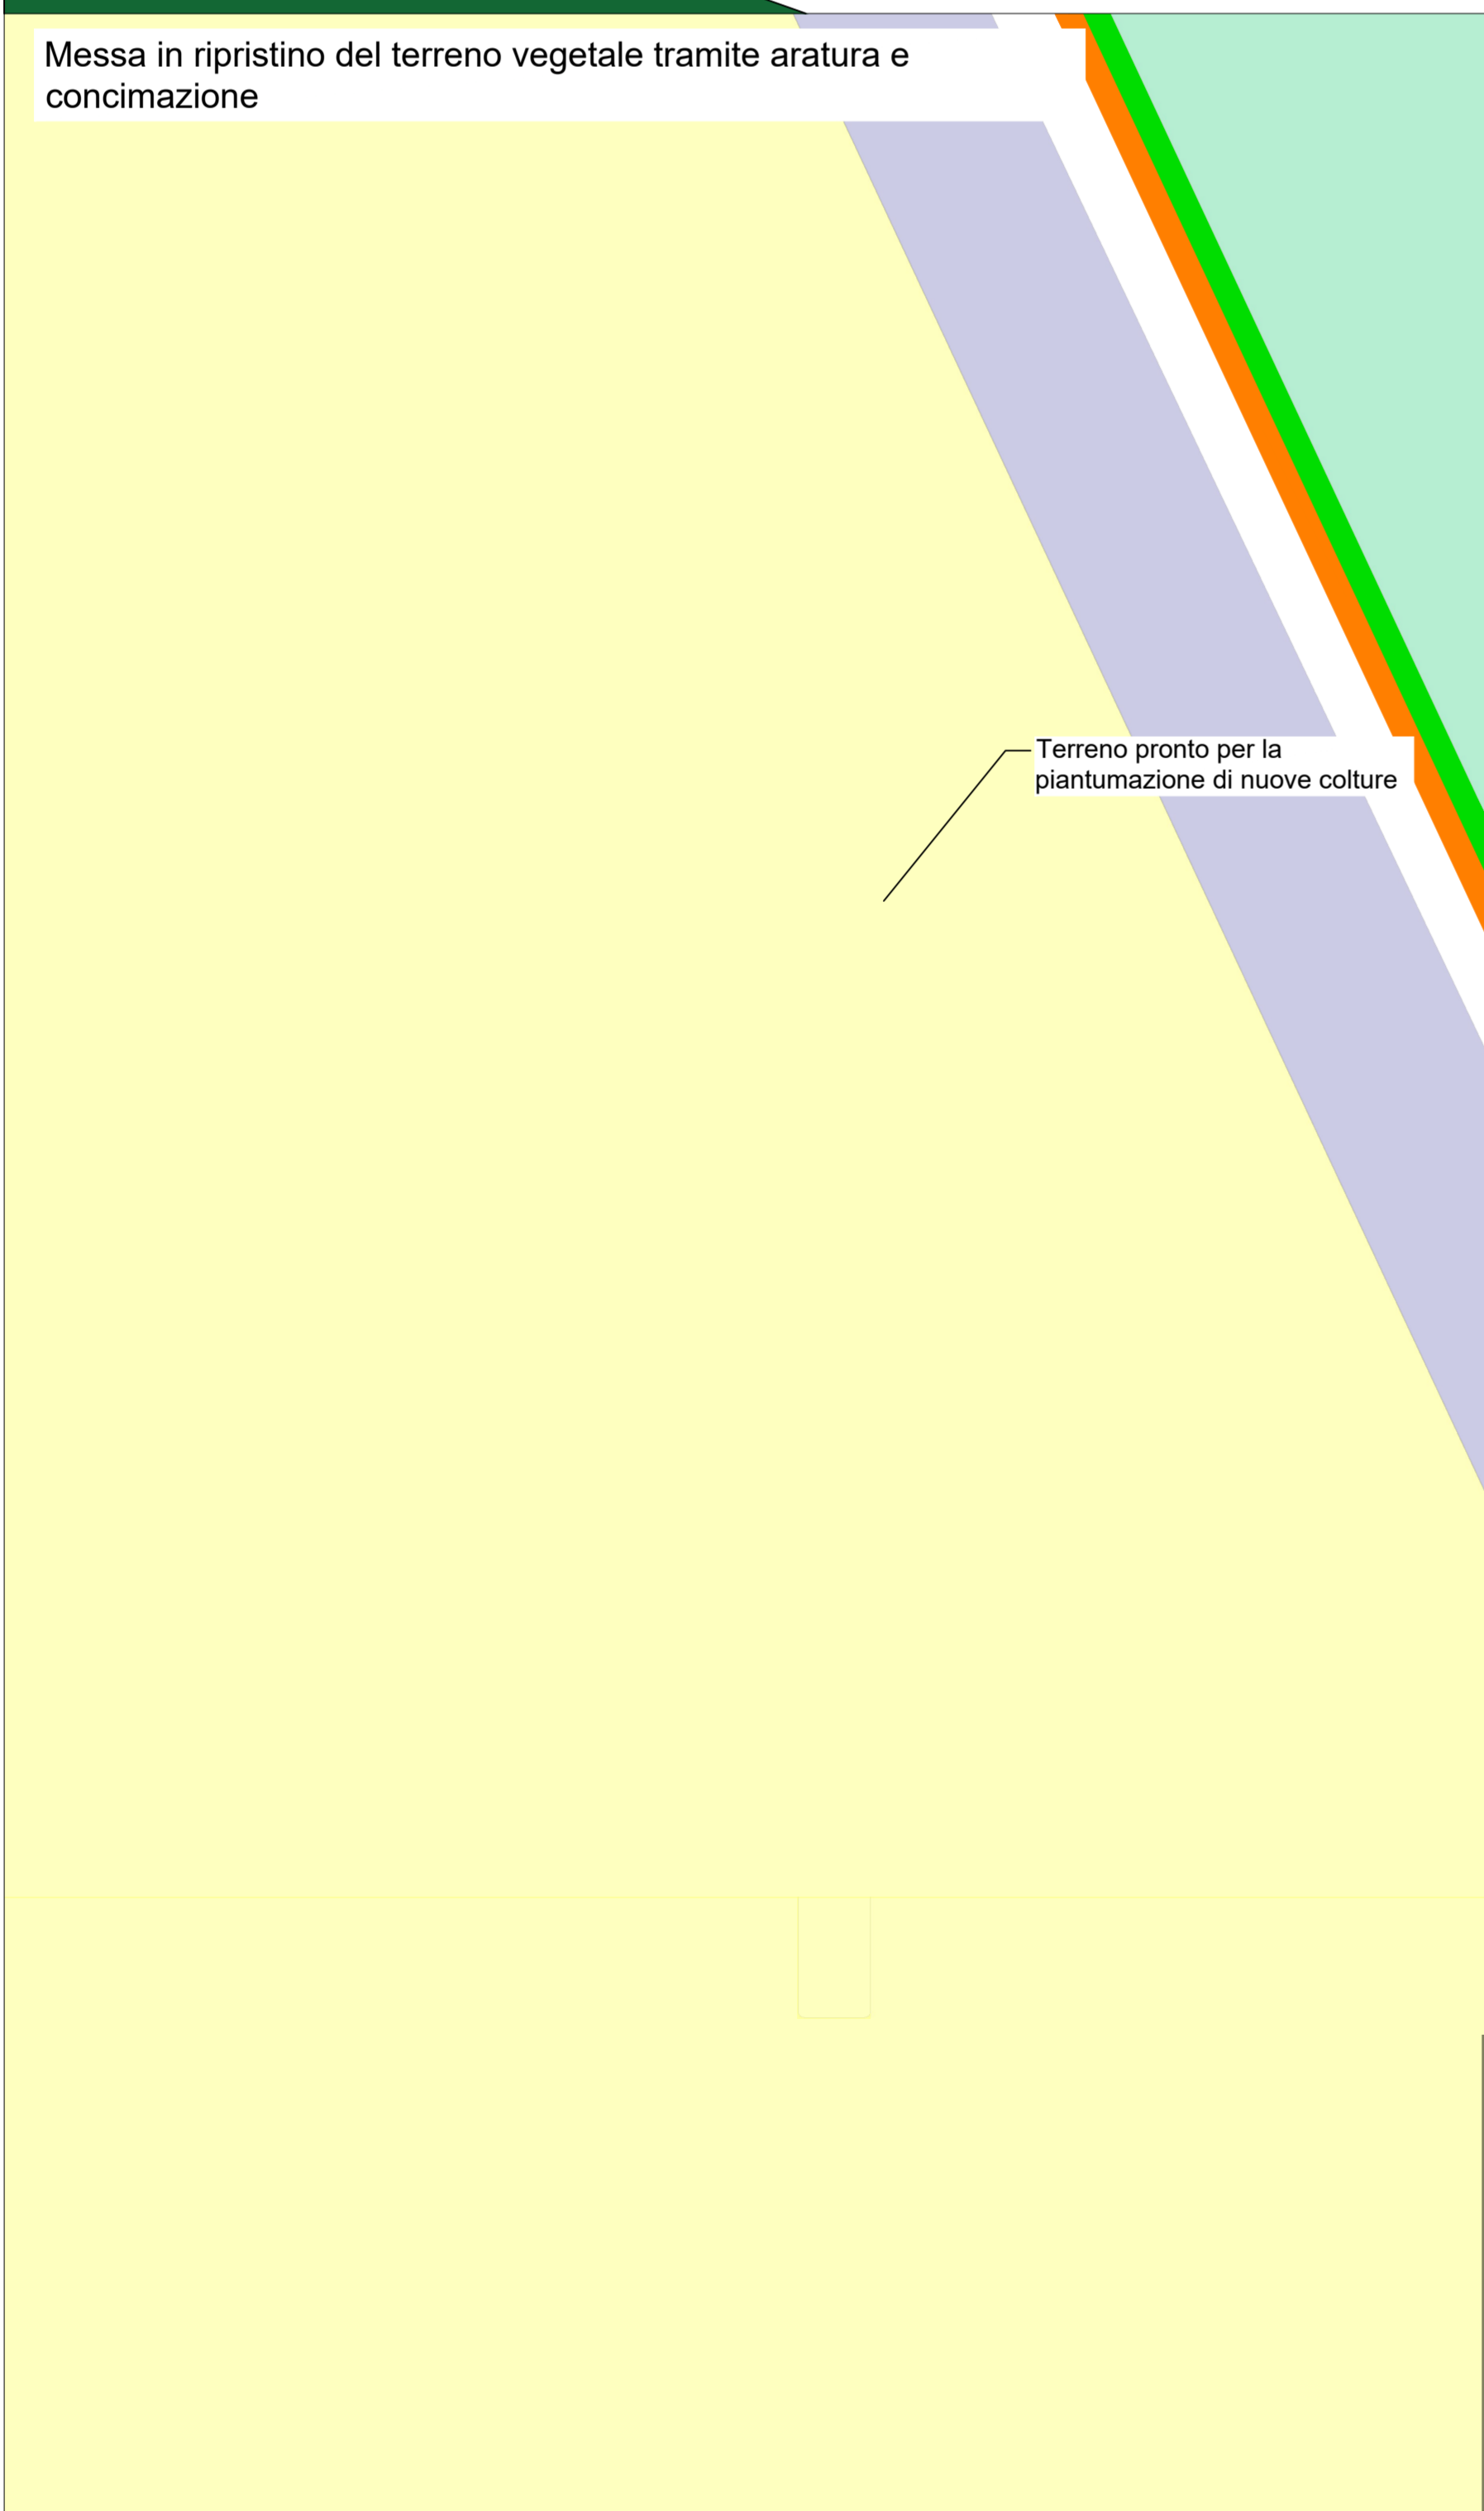 Messa in ripristino del terreno vegetale tramite aratura e
concimazione
Terreno pronto per la
piantumazione di nuove colture